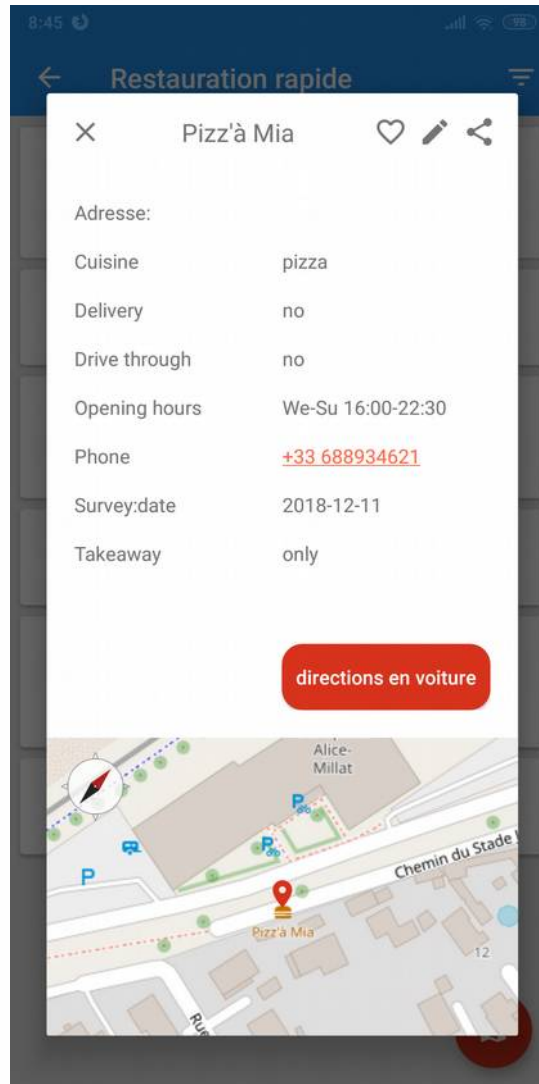 8:45
98
Restauration rapide
Pizz'à Mia
Adresse:
Cuisine pizza
Delivery no
Drive through no
Opening hours We-Su 16:00-22:30
Phone +33 688934621
Survey:date 2018-12-11
Takeaway only
directions en voiture
Alice-
Millat
P
P
P
Chemin du Stade
Pizz'à Mia
12
Rue